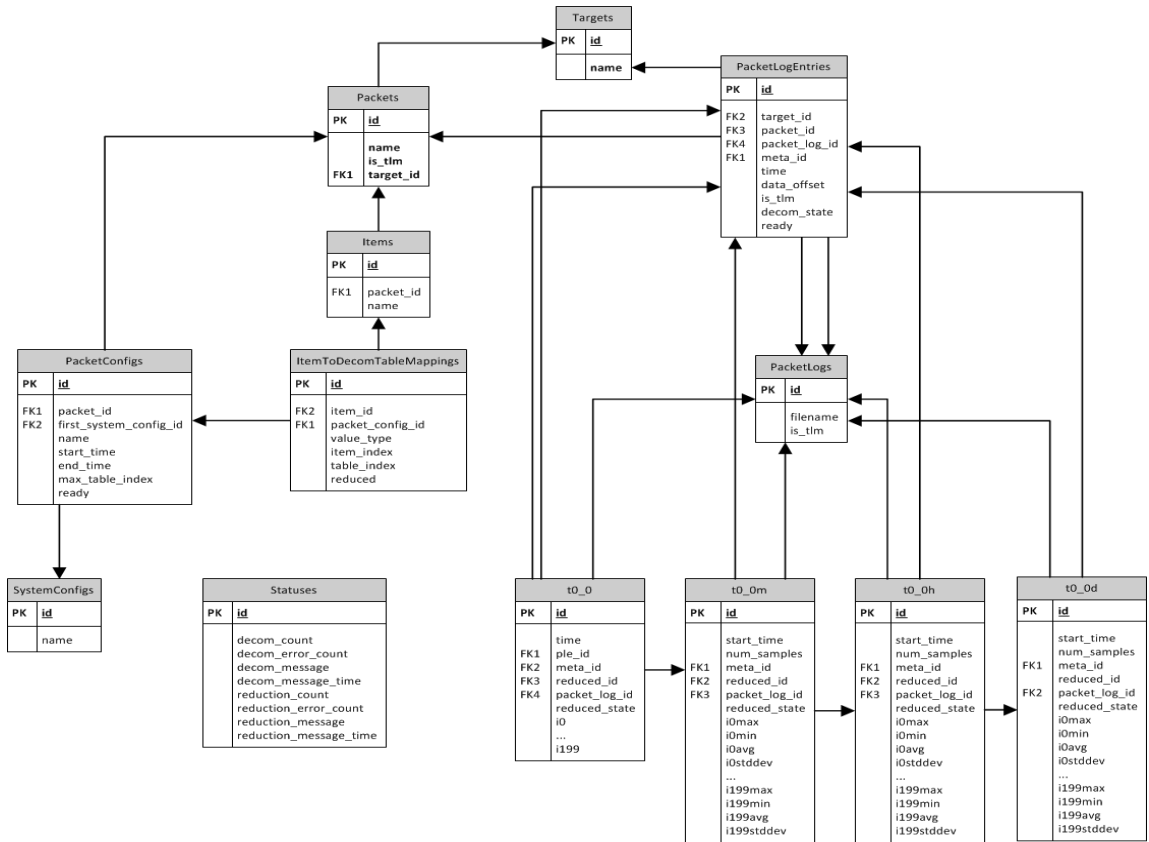 Targets
PK id
name
PacketLogEntries
PK id
FK2 target_id
FK3 packet_id
FK4 packet_log_id
FK1 meta_id
time
data_offset
is_tlm
decom_state
ready
Packets
PK id
name
is_tlm
FK1 target_id
Items
PK id
FK1 packet_id
name
PacketConfigs
PK id
FK1 packet_id
FK2 first_system_config_id
name
start_time
end_time
max_table_index
ready
ItemToDecomTableMappings
PK id
FK2 item_id
FK1 packet_config_id
value_type
item_index
table_index
reduced
PacketLogs
PK id
filename
is_tlm
SystemConfigs
PK id
name
Statuses
PK id
decom_count
decom_error_count
decom_message
decom_message_time
reduction_count
reduction_error_count
reduction_message
reduction_message_time
t0_0
PK id
time
FK1 ple_id
FK2 meta_id
FK3 reduced_id
FK4 packet_log_id
reduced_state
i0
...
i199
t0_0m
PK id
start_time
num_samples
FK1 meta_id
FK2 reduced_id
FK3 packet_log_id
reduced_state
i0max
i0min
i0avg
i0stddev
...
i199max
i199min
i199avg
i199stddev
t0_0h
PK id
start_time
num_samples
FK1 meta_id
FK2 reduced_id
FK3 packet_log_id
reduced_state
i0max
i0min
i0avg
i0stddev
...
i199max
i199min
i199avg
i199stddev
t0_0d
PK id
start_time
num_samples
FK1 meta_id
reduced_id
FK2 packet_log_id
reduced_state
i0max
i0min
i0avg
i0stddev
...
i199max
i199min
i199avg
i199stddev